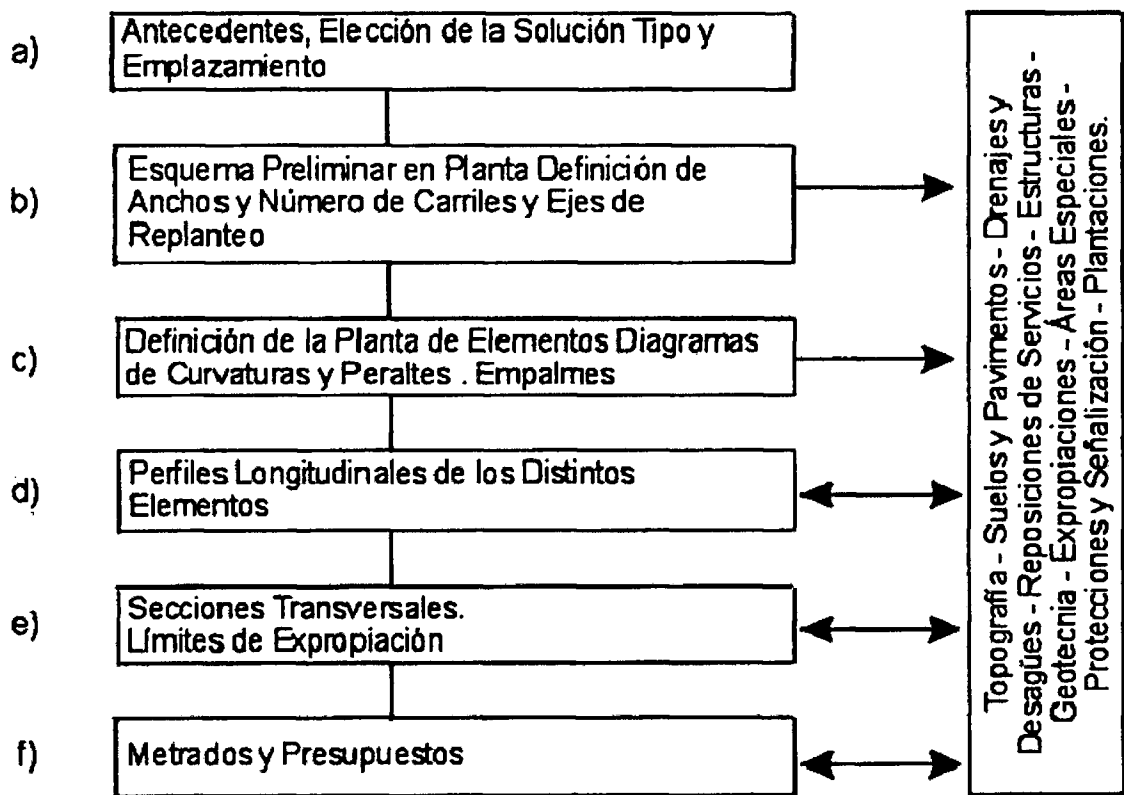 a)
Antecedentes, Elección de la Solución Tipo y
Emplazamiento
b)
Esquema Preliminar en Planta Definición de
Anchos y Número de Carriles y Ejes de
Replanteo
c)
Definición de la Planta de Elementos Diagramas
de Curvaturas y Peraltes . Empalmes
d)
Perfiles Longitudinales de los Distintos
Elementos
e)
Secciones Transversales.
Límites de Expropiación
f)
Metrados y Presupuestos
Topografía - Suelos y Pavimentos - Drenajes y
Desagües - Reposiciones de Servicios - Estructuras -
Geotecnia - Expropiaciones - Áreas Especiales -
Protecciones y Señalización - Plantaciones.